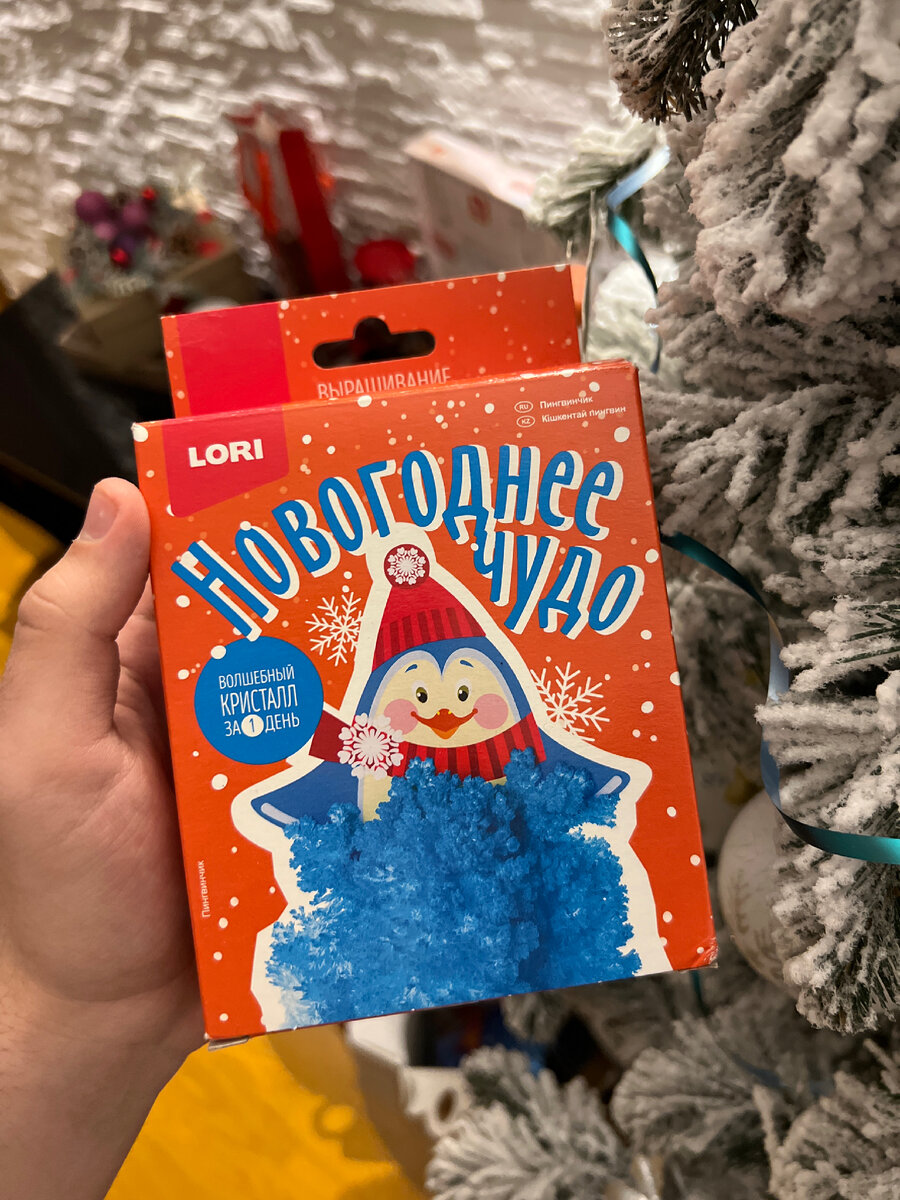 ВЫРАЩИВАНИЕ
LORI
RU Пингвинчик
KZ Кішкентай пингвин
Новогоднее
чудо
ВОЛШЕБНЫЙ
КРИСТАЛЛ
ЗА 1 ДЕНЬ
Пингвинчик